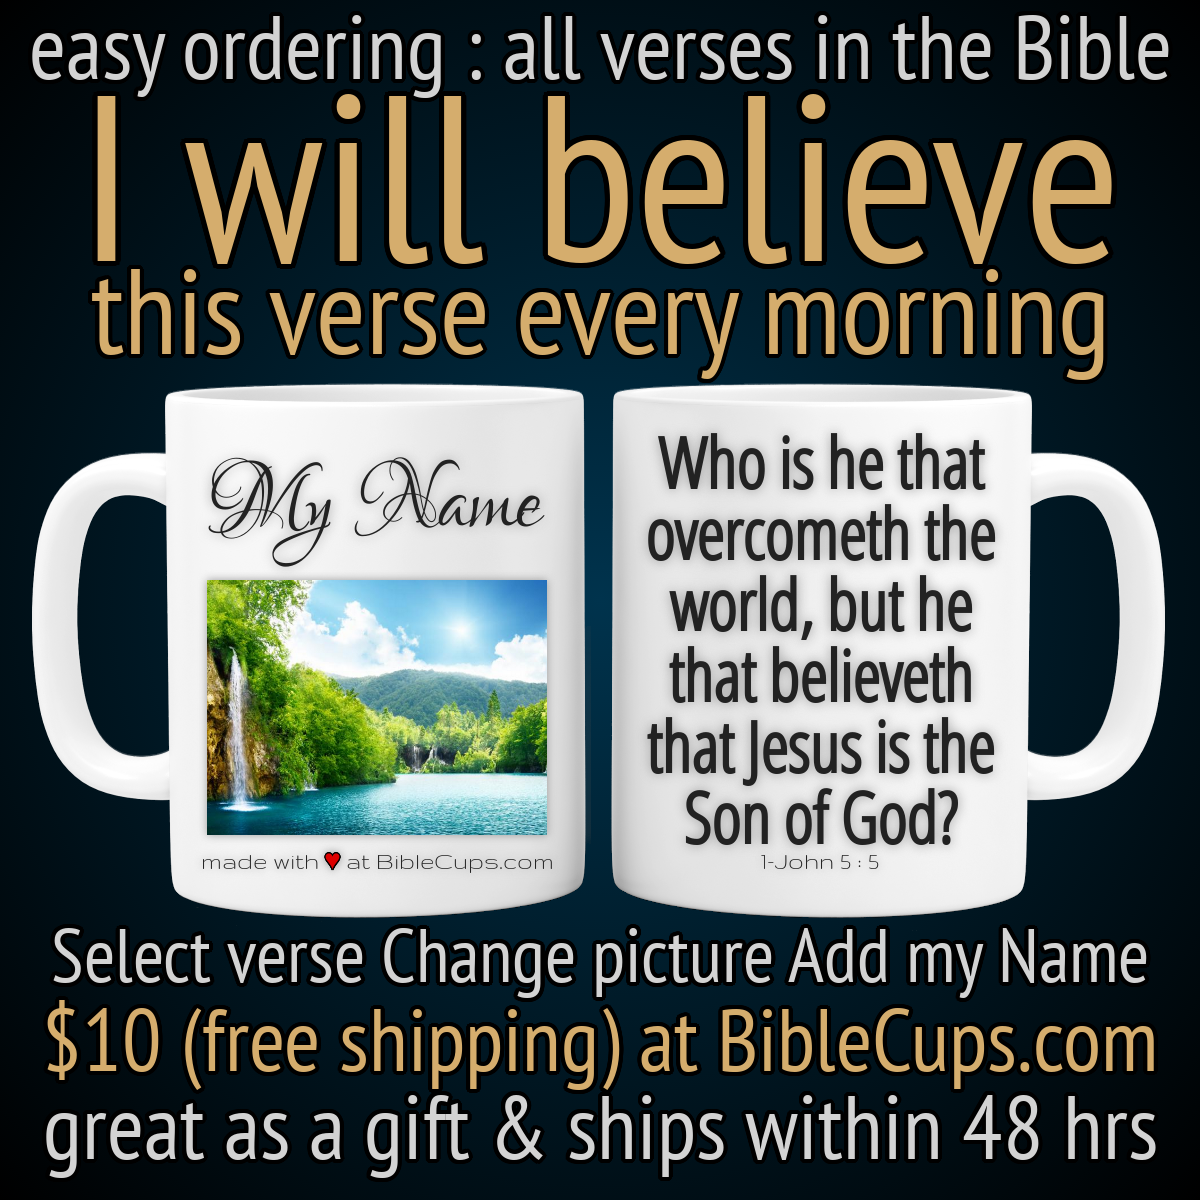 easy ordering : all verses in the Bible
I will believe
this verse every morning
My Name
made with ♥ at BibleCups.com
Who is he that
overcometh the
world, but he
that believeth
that Jesus is the
Son of God?
1-John 5 : 5
Select verse Change picture Add my Name
$10 (free shipping) at BibleCups.com
great as a gift & ships within 48 hrs